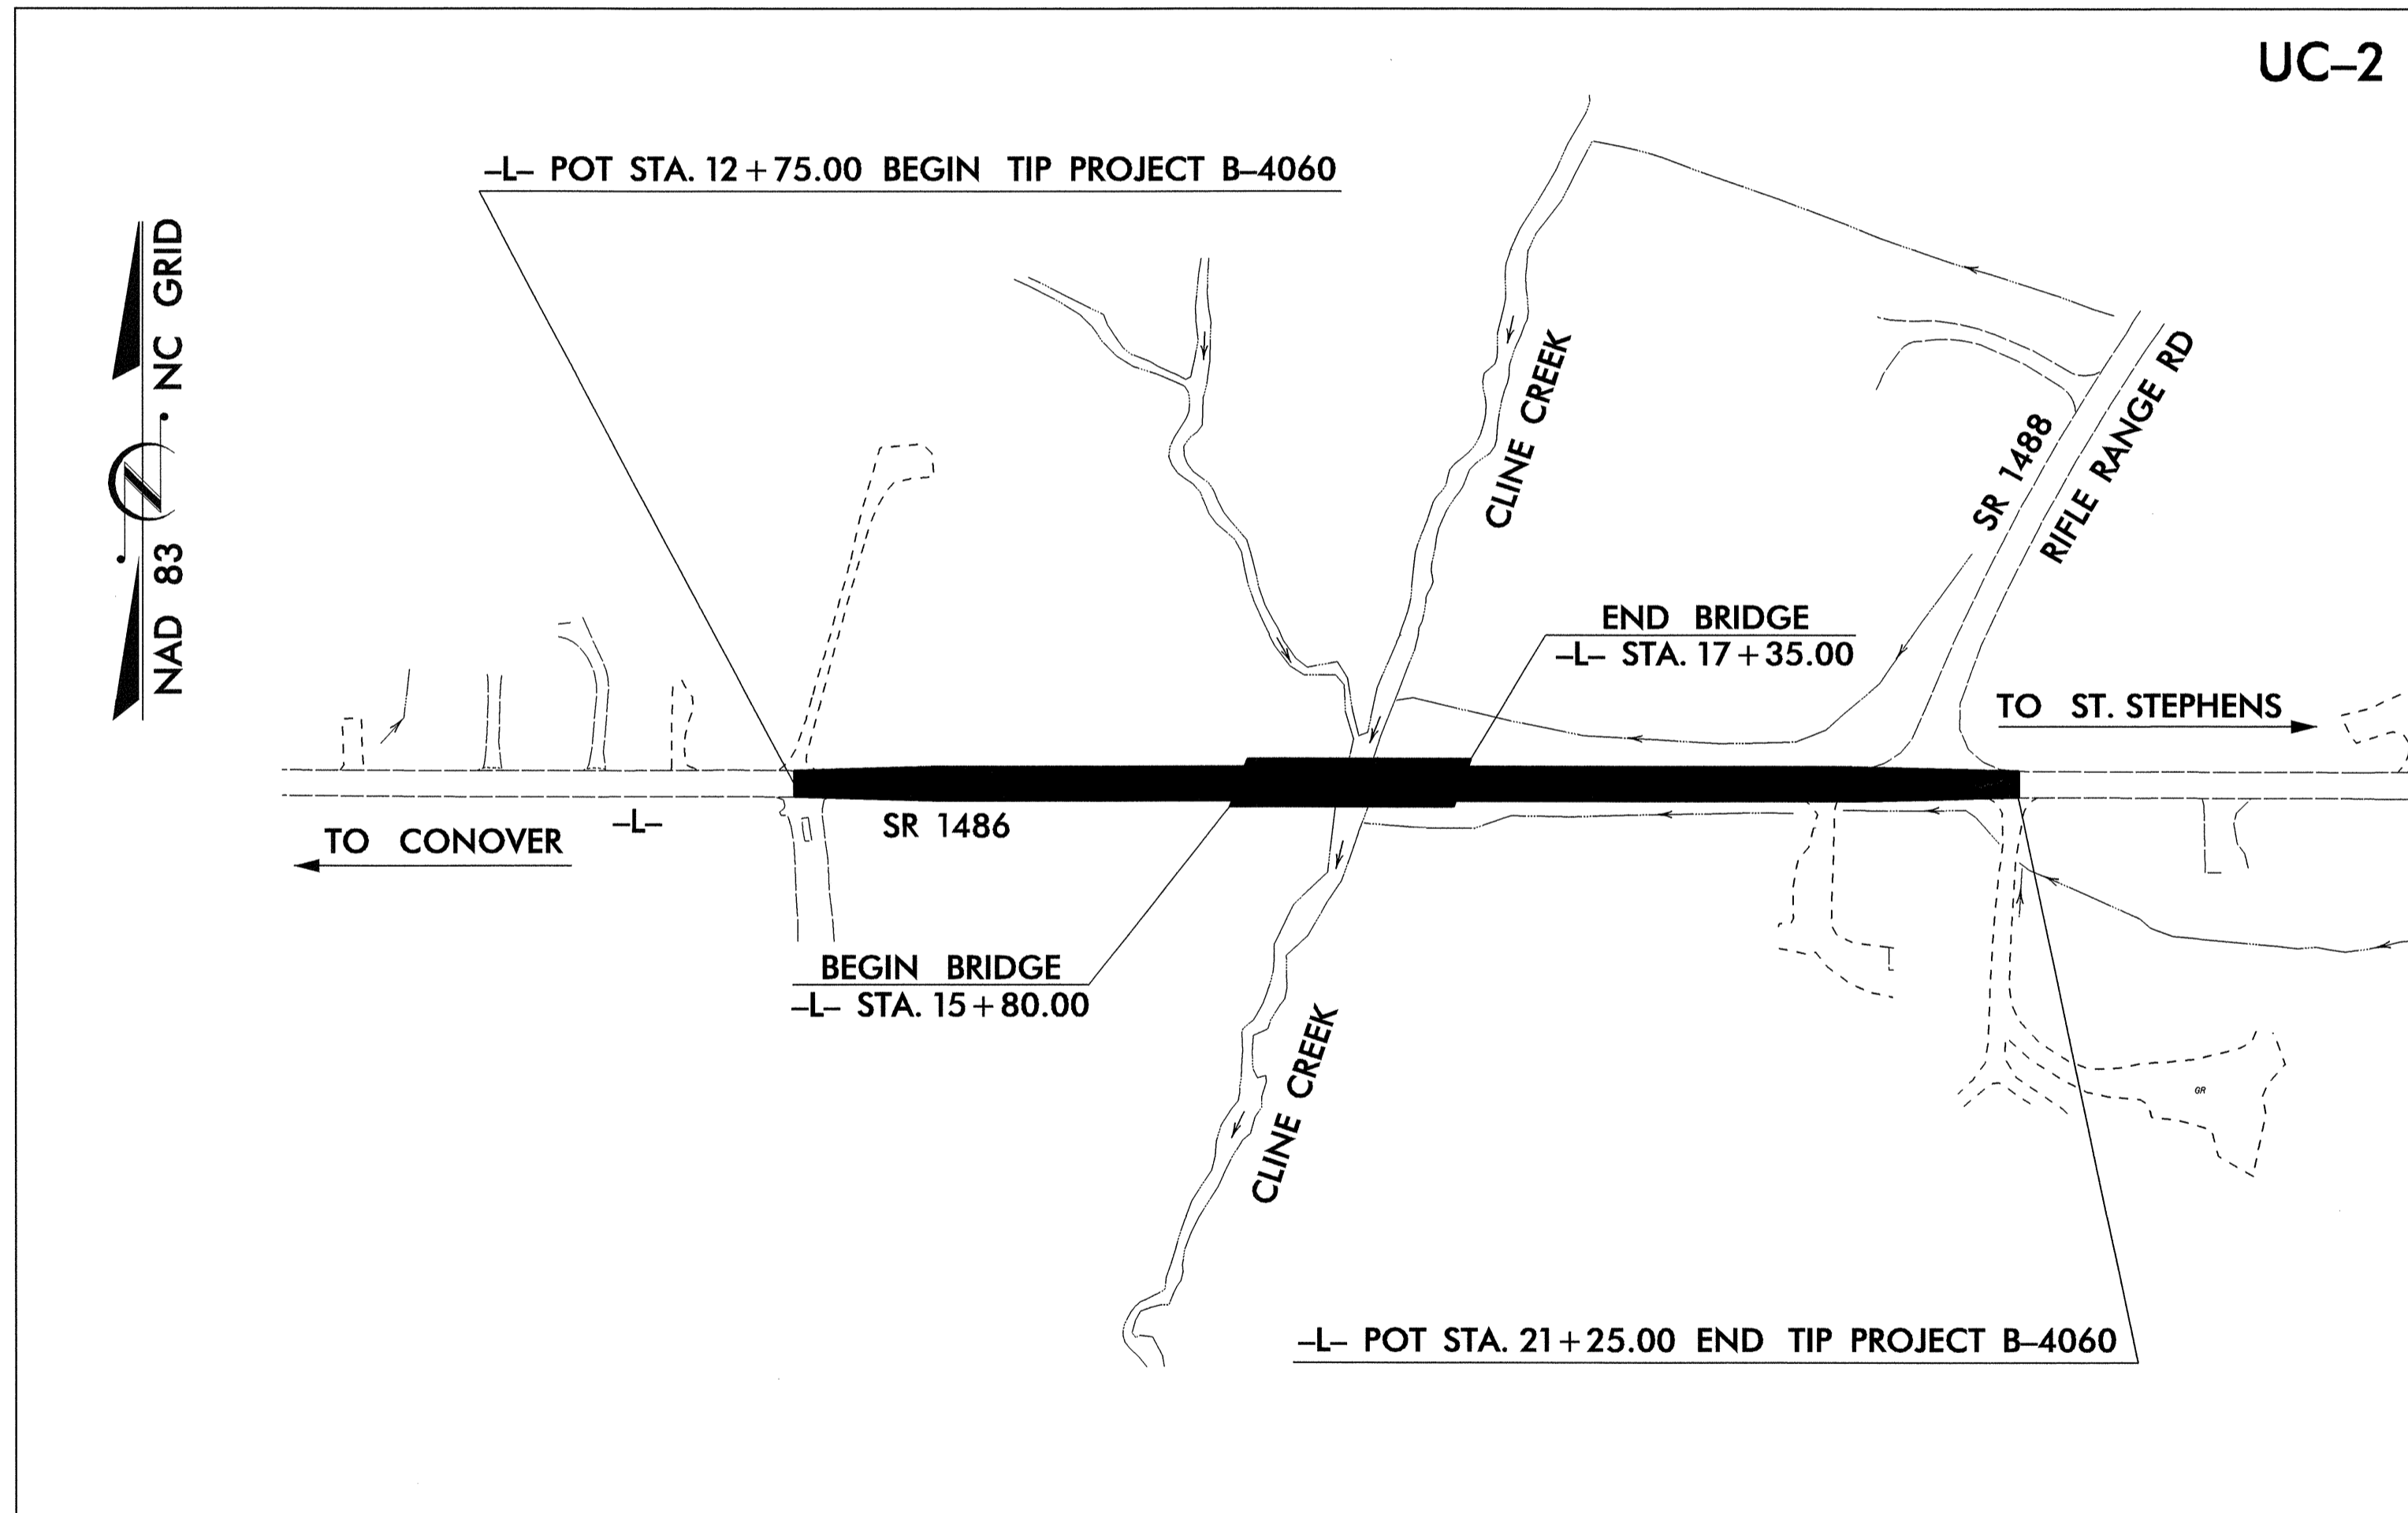 UC–2
–L– POT STA. 12+75.00 BEGIN TIP PROJECT B–4060
NAD 83 NC GRID
CLINE CREEK
SR 1488
RIFLE RANGE RD
END BRIDGE
–L– STA. 17+35.00
TO ST. STEPHENS
–L–
SR 1486
TO CONOVER
BEGIN BRIDGE
–L– STA. 15+80.00
CLINE CREEK
GR
–L– POT STA. 21+25.00 END TIP PROJECT B–4060